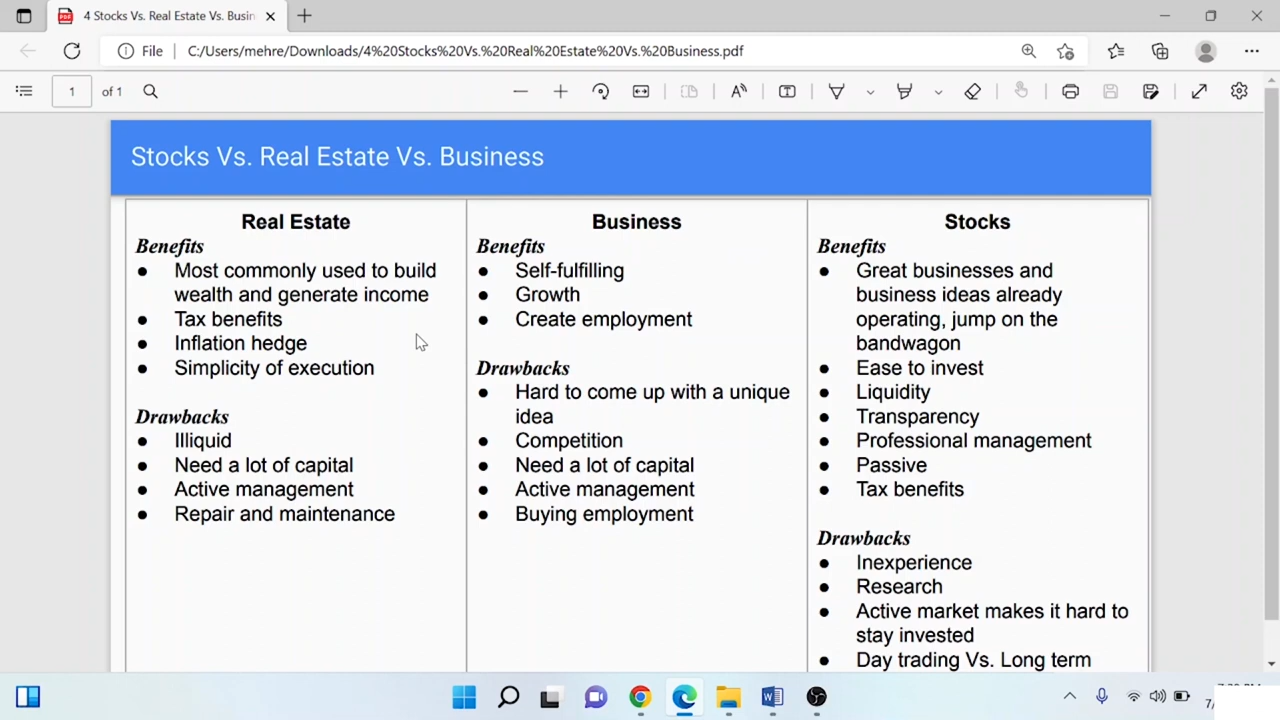 4 Stocks Vs. Real Estate Vs. Busin
File
C:/Users/mehre/Downloads/4%20Stocks%20Vs.%20Real%20Estate%20Vs.%20Business.pdf
1 of 1
Stocks Vs. Real Estate Vs. Business
Real Estate
Benefits
● Most commonly used to build
wealth and generate income
● Tax benefits
● Inflation hedge
● Simplicity of execution
Drawbacks
● Illiquid
● Need a lot of capital
● Active management
● Repair and maintenance
Business
Benefits
● Self-fulfilling
● Growth
● Create employment
Drawbacks
● Hard to come up with a unique
idea
● Competition
● Need a lot of capital
● Active management
● Buying employment
Stocks
Benefits
● Great businesses and
business ideas already
operating, jump on the
bandwagon
● Ease to invest
● Liquidity
● Transparency
● Professional management
● Passive
● Tax benefits
Drawbacks
● Inexperience
● Research
● Active market makes it hard to
stay invested
● Day trading Vs. Long term